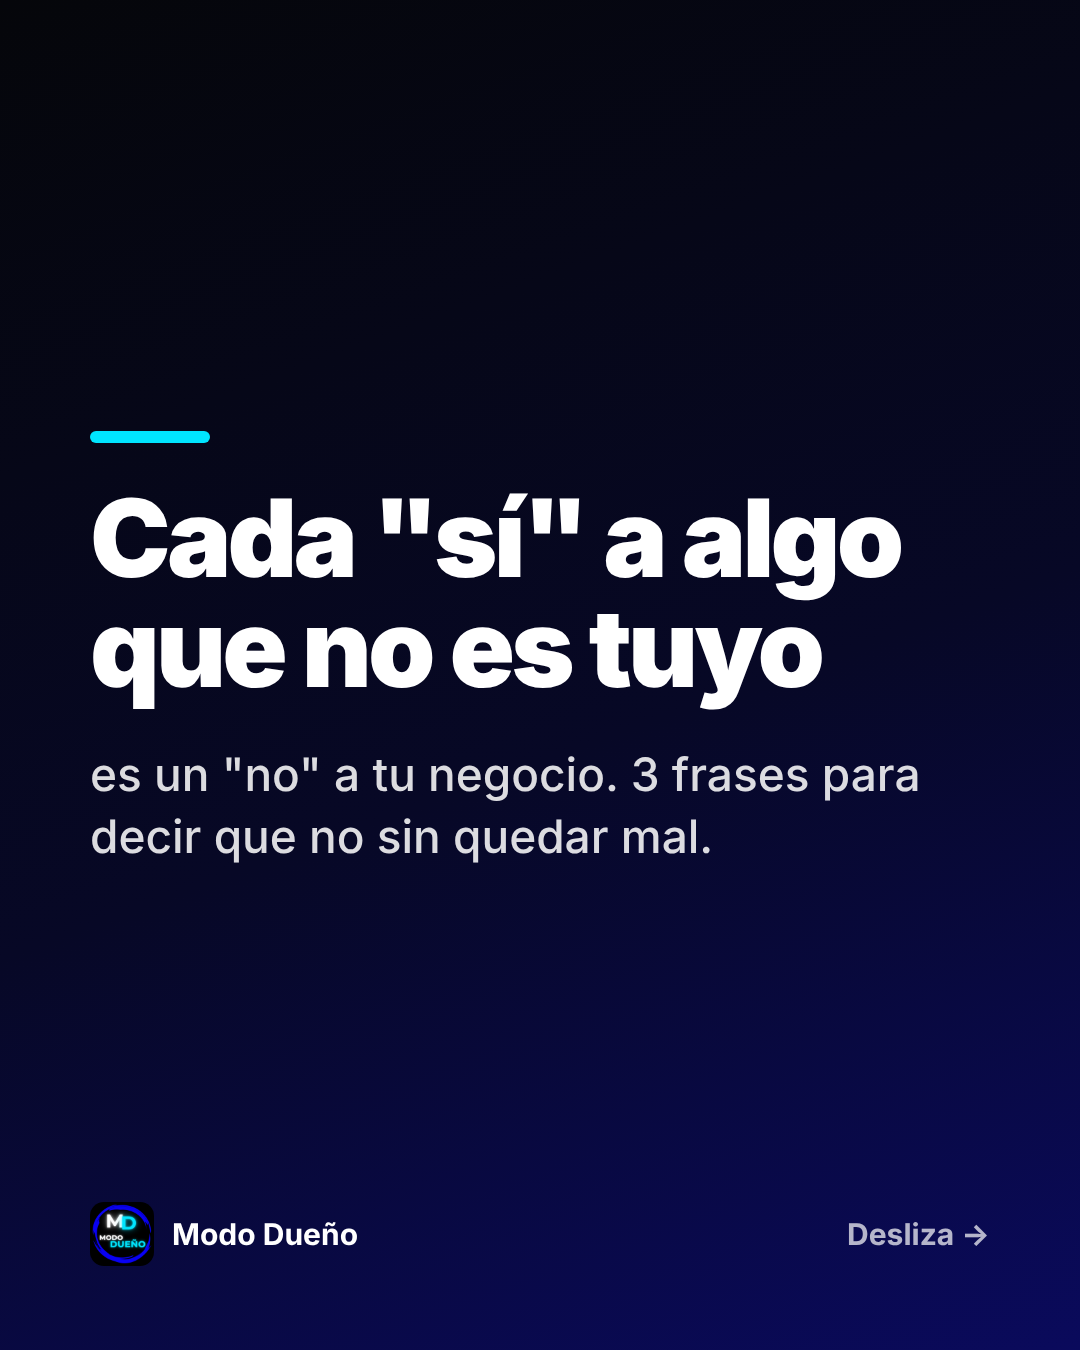 Cada "sí" a algo
que no es tuyo
es un "no" a tu negocio. 3 frases para
decir que no sin quedar mal.
MD
MODO
DUEÑO
Modo Dueño
Desliza →